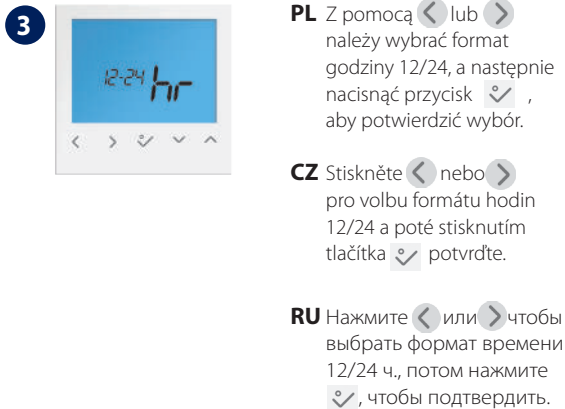 3
12-24 hr
PL Z pomocą lub
należy wybrać format
godziny 12/24, a następnie
nacisnąć przycisk ,
aby potwierdzić wybór.
CZ Stiskněte nebo
pro volbu formátu hodin
12/24 a poté stisknutím
tlačítka potvrďte.
RU Нажмите или чтобы
выбрать формат времени
12/24 ч., потом нажмите
, чтобы подтвердить.